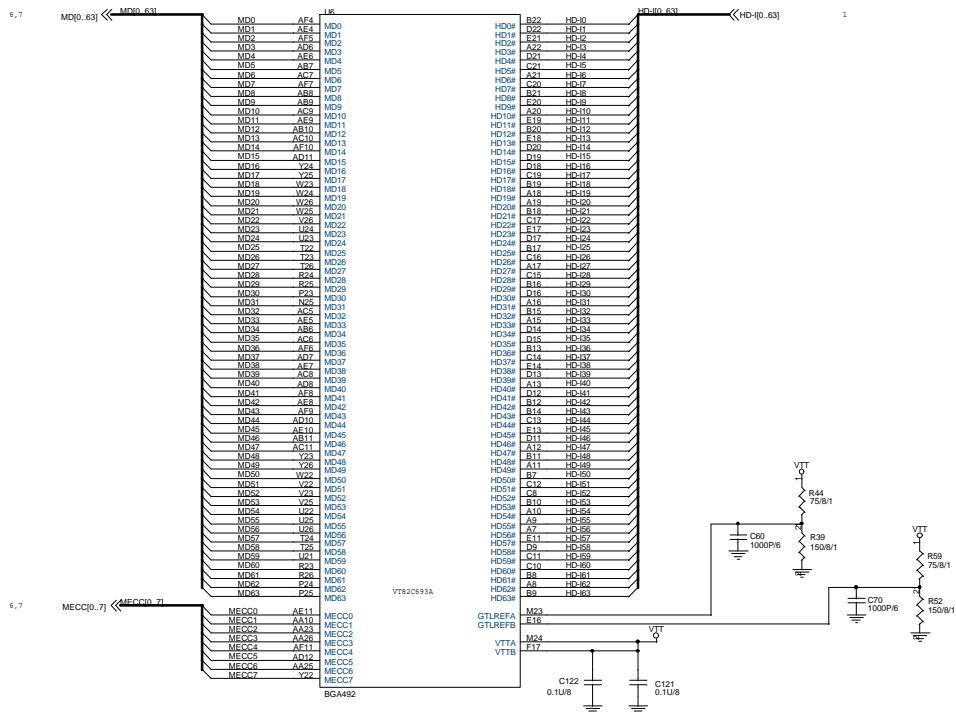 6,7 MD[0..63] MD[0..63] U6 HD-I[0..63] HD-I[0..63] 1
MD0 AF4 MD0 HD0# B22 HD-I0
MD1 AE4 MD1 HD1# D22 HD-I1
MD2 AF5 MD2 HD2# E21 HD-I2
MD3 AD6 MD3 HD3# A22 HD-I3
MD4 AE6 MD4 HD4# D21 HD-I4
MD5 AB7 MD5 HD5# C21 HD-I5
MD6 AC7 MD6 HD6# A21 HD-I6
MD7 AF7 MD7 HD7# C20 HD-I7
MD8 AB8 MD8 HD8# B21 HD-I8
MD9 AB9 MD9 HD9# E20 HD-I9
MD10 AC9 MD10 HD10# A20 HD-I10
MD11 AE9 MD11 HD11# E19 HD-I11
MD12 AB10 MD12 HD12# B20 HD-I12
MD13 AC10 MD13 HD13# E18 HD-I13
MD14 AF10 MD14 HD14# D20 HD-I14
MD15 AD11 MD15 HD15# D19 HD-I15
MD16 Y24 MD16 HD16# D18 HD-I16
MD17 Y25 MD17 HD17# C19 HD-I17
MD18 W23 MD18 HD18# B19 HD-I18
MD19 W24 MD19 HD19# A18 HD-I19
MD20 W26 MD20 HD20# A19 HD-I20
MD21 W25 MD21 HD21# B18 HD-I21
MD22 V26 MD22 HD22# C17 HD-I22
MD23 U24 MD23 HD23# E17 HD-I23
MD24 U23 MD24 HD24# D17 HD-I24
MD25 T22 MD25 HD25# B17 HD-I25
MD26 T23 MD26 HD26# C16 HD-I26
MD27 T26 MD27 HD27# A17 HD-I27
MD28 R24 MD28 HD28# C15 HD-I28
MD29 R25 MD29 HD29# B16 HD-I29
MD30 P23 MD30 HD30# D16 HD-I30
MD31 N25 MD31 HD31# A16 HD-I31
MD32 AC5 MD32 HD32# B15 HD-I32
MD33 AE5 MD33 HD33# A15 HD-I33
MD34 AB6 MD34 HD34# D14 HD-I34
MD35 AC6 MD35 HD35# D15 HD-I35
MD36 AF6 MD36 HD36# B13 HD-I36
MD37 AD7 MD37 HD37# C14 HD-I37
MD38 AE7 MD38 HD38# E14 HD-I38
MD39 AC8 MD39 HD39# D13 HD-I39
MD40 AD8 MD40 HD40# A13 HD-I40
MD41 AF8 MD41 HD41# D12 HD-I41
MD42 AE8 MD42 HD42# B12 HD-I42
MD43 AF9 MD43 HD43# B14 HD-I43
MD44 AD10 MD44 HD44# C13 HD-I44
MD45 AE10 MD45 HD45# E13 HD-I45
MD46 AB11 MD46 HD46# D11 HD-I46
MD47 AC11 MD47 HD47# A12 HD-I47
MD48 Y23 MD48 HD48# B11 HD-I48
MD49 Y26 MD49 HD49# A11 HD-I49
MD50 W22 MD50 HD50# B7 HD-I50
MD51 V22 MD51 HD51# C12 HD-I51
MD52 V23 MD52 HD52# C8 HD-I52
MD53 V25 MD53 HD53# B10 HD-I53
MD54 U22 MD54 HD54# A10 HD-I54
MD55 U25 MD55 HD55# A9 HD-I55
MD56 U26 MD56 HD56# A7 HD-I56
MD57 T24 MD57 HD57# E11 HD-I57
MD58 T25 MD58 HD58# D9 HD-I58
MD59 U21 MD59 HD59# C11 HD-I59
MD60 R23 MD60 HD60# C10 HD-I60
MD61 R26 MD61 HD61# B8 HD-I61
MD62 P24 MD62 HD62# A8 HD-I62
MD63 P25 MD63 HD63# B9 HD-I63
VT82C693A
6,7 MECC[0..7] MECC[0..7]
MECC0 AE11 MECC0 GTLREFA M23
MECC1 AA10 MECC1 GTLREFB E16
MECC2 AA23 MECC2
MECC3 AA26 MECC3 VTTA M24 VTT
MECC4 AF11 MECC4 VTTB F17
MECC5 AD12 MECC5
MECC6 AA25 MECC6
MECC7 Y22 MECC7
BGA492
C122
0.1U/8
C121
0.1U/8
VTT
1
R44
75/8/1
2
C60
1000P/6
R39
150/8/1
2
VTT
1
R59
75/8/1
2
C70
1000P/6
R52
150/8/1
2